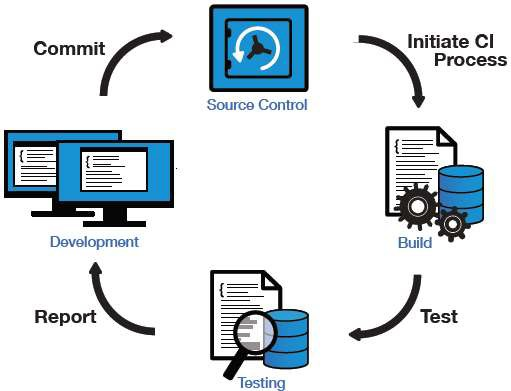 Commit
Initiate CI
Process
Source Control
Development
Build
Report
Test
Testing